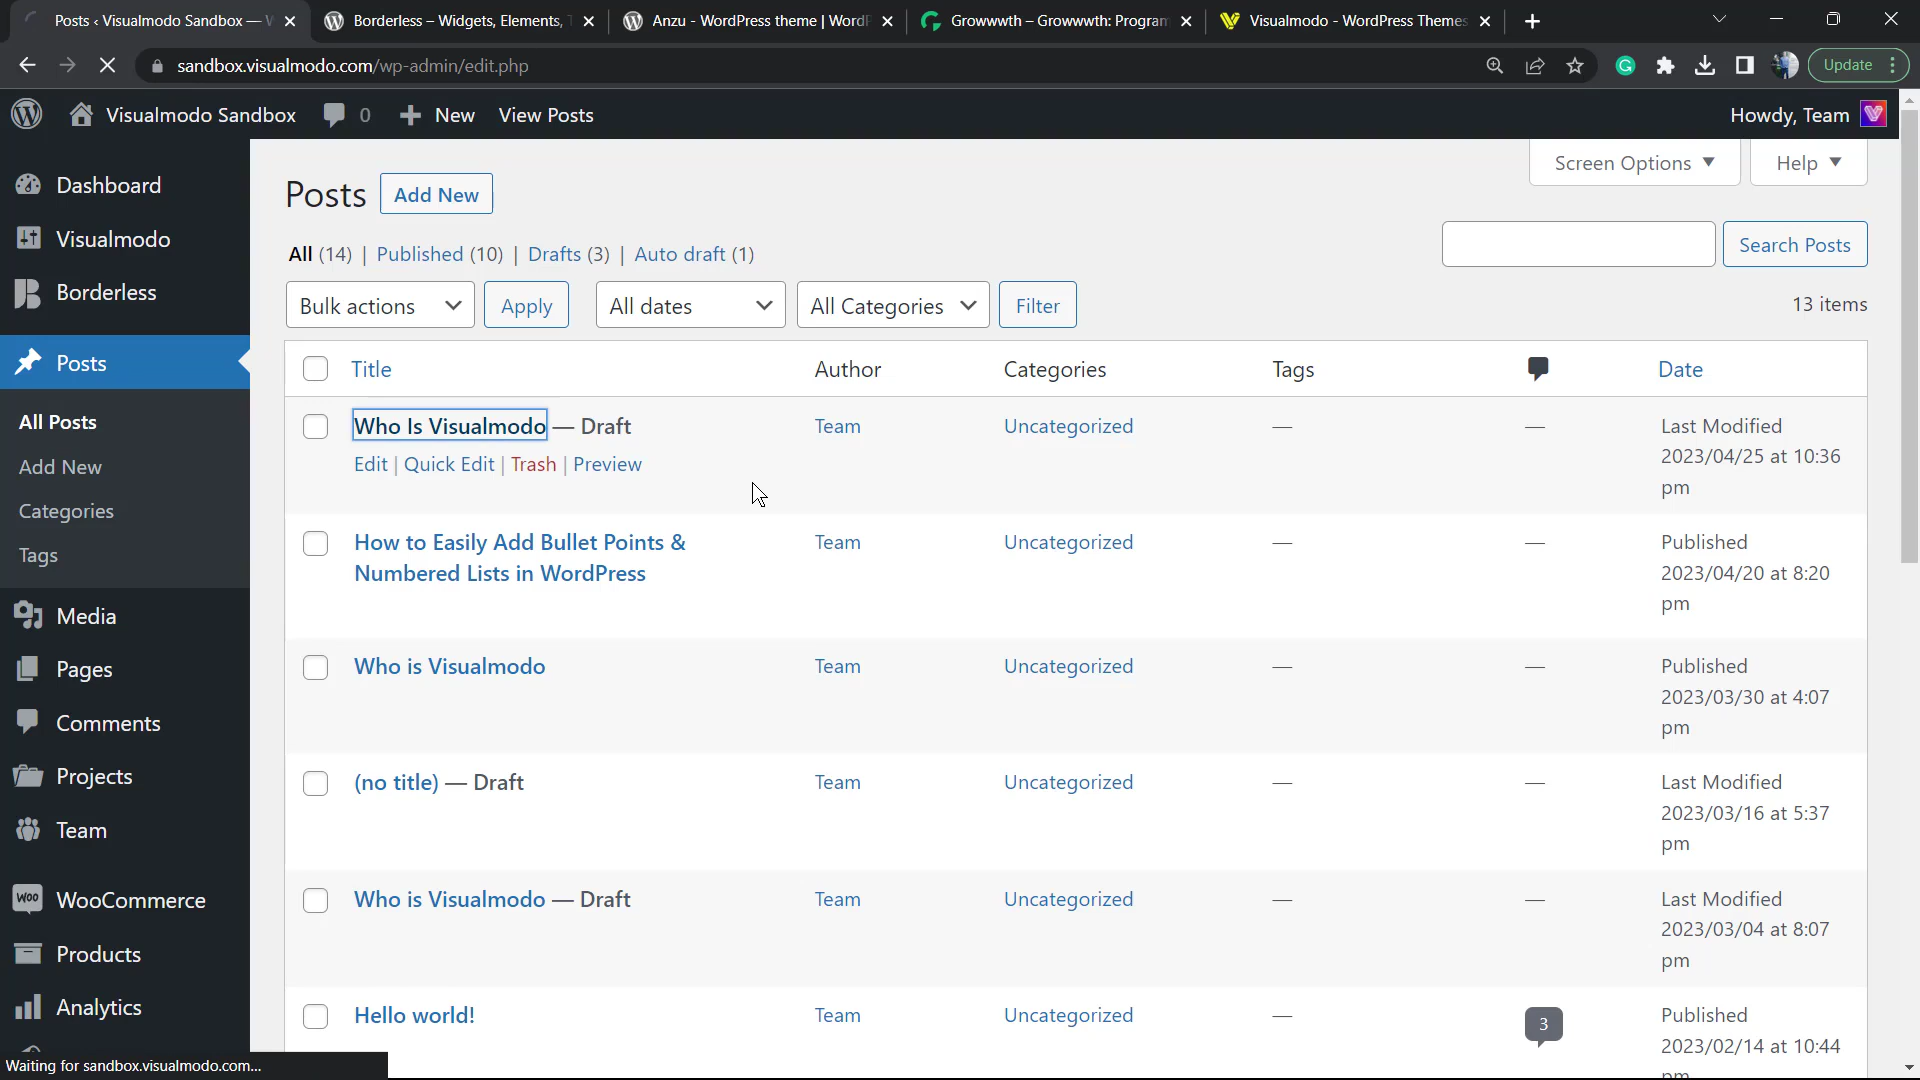 Posts ‹ Visualmodo Sandbox —
Borderless – Widgets, Elements,
Anzu - WordPress theme | Word
Growwwth – Growwwth: Program
Visualmodo - WordPress Themes
sandbox.visualmodo.com/wp-admin/edit.php
Update
Visualmodo Sandbox
0
New
View Posts
Howdy, Team
Dashboard
Visualmodo
Borderless
Posts
All Posts
Add New
Categories
Tags
Media
Pages
Comments
Projects
Team
WooCommerce
Products
Analytics
Screen Options
Help
Posts
Add New
All (14) | Published (10) | Drafts (3) | Auto draft (1)
Search Posts
Bulk actions
Apply
All dates
All Categories
Filter
13 items
Title
Author
Categories
Tags
Date
Who Is Visualmodo — Draft
Edit | Quick Edit | Trash | Preview
Team
Uncategorized
—
—
Last Modified
2023/04/25 at 10:36
pm
How to Easily Add Bullet Points &
Numbered Lists in WordPress
Team
Uncategorized
—
—
Published
2023/04/20 at 8:20
pm
Who is Visualmodo
Team
Uncategorized
—
—
Published
2023/03/30 at 4:07
pm
(no title) — Draft
Team
Uncategorized
—
—
Last Modified
2023/03/16 at 5:37
pm
Who is Visualmodo — Draft
Team
Uncategorized
—
—
Last Modified
2023/03/04 at 8:07
pm
Hello world!
Team
Uncategorized
—
3
Published
2023/02/14 at 10:44
pm
Waiting for sandbox.visualmodo.com...